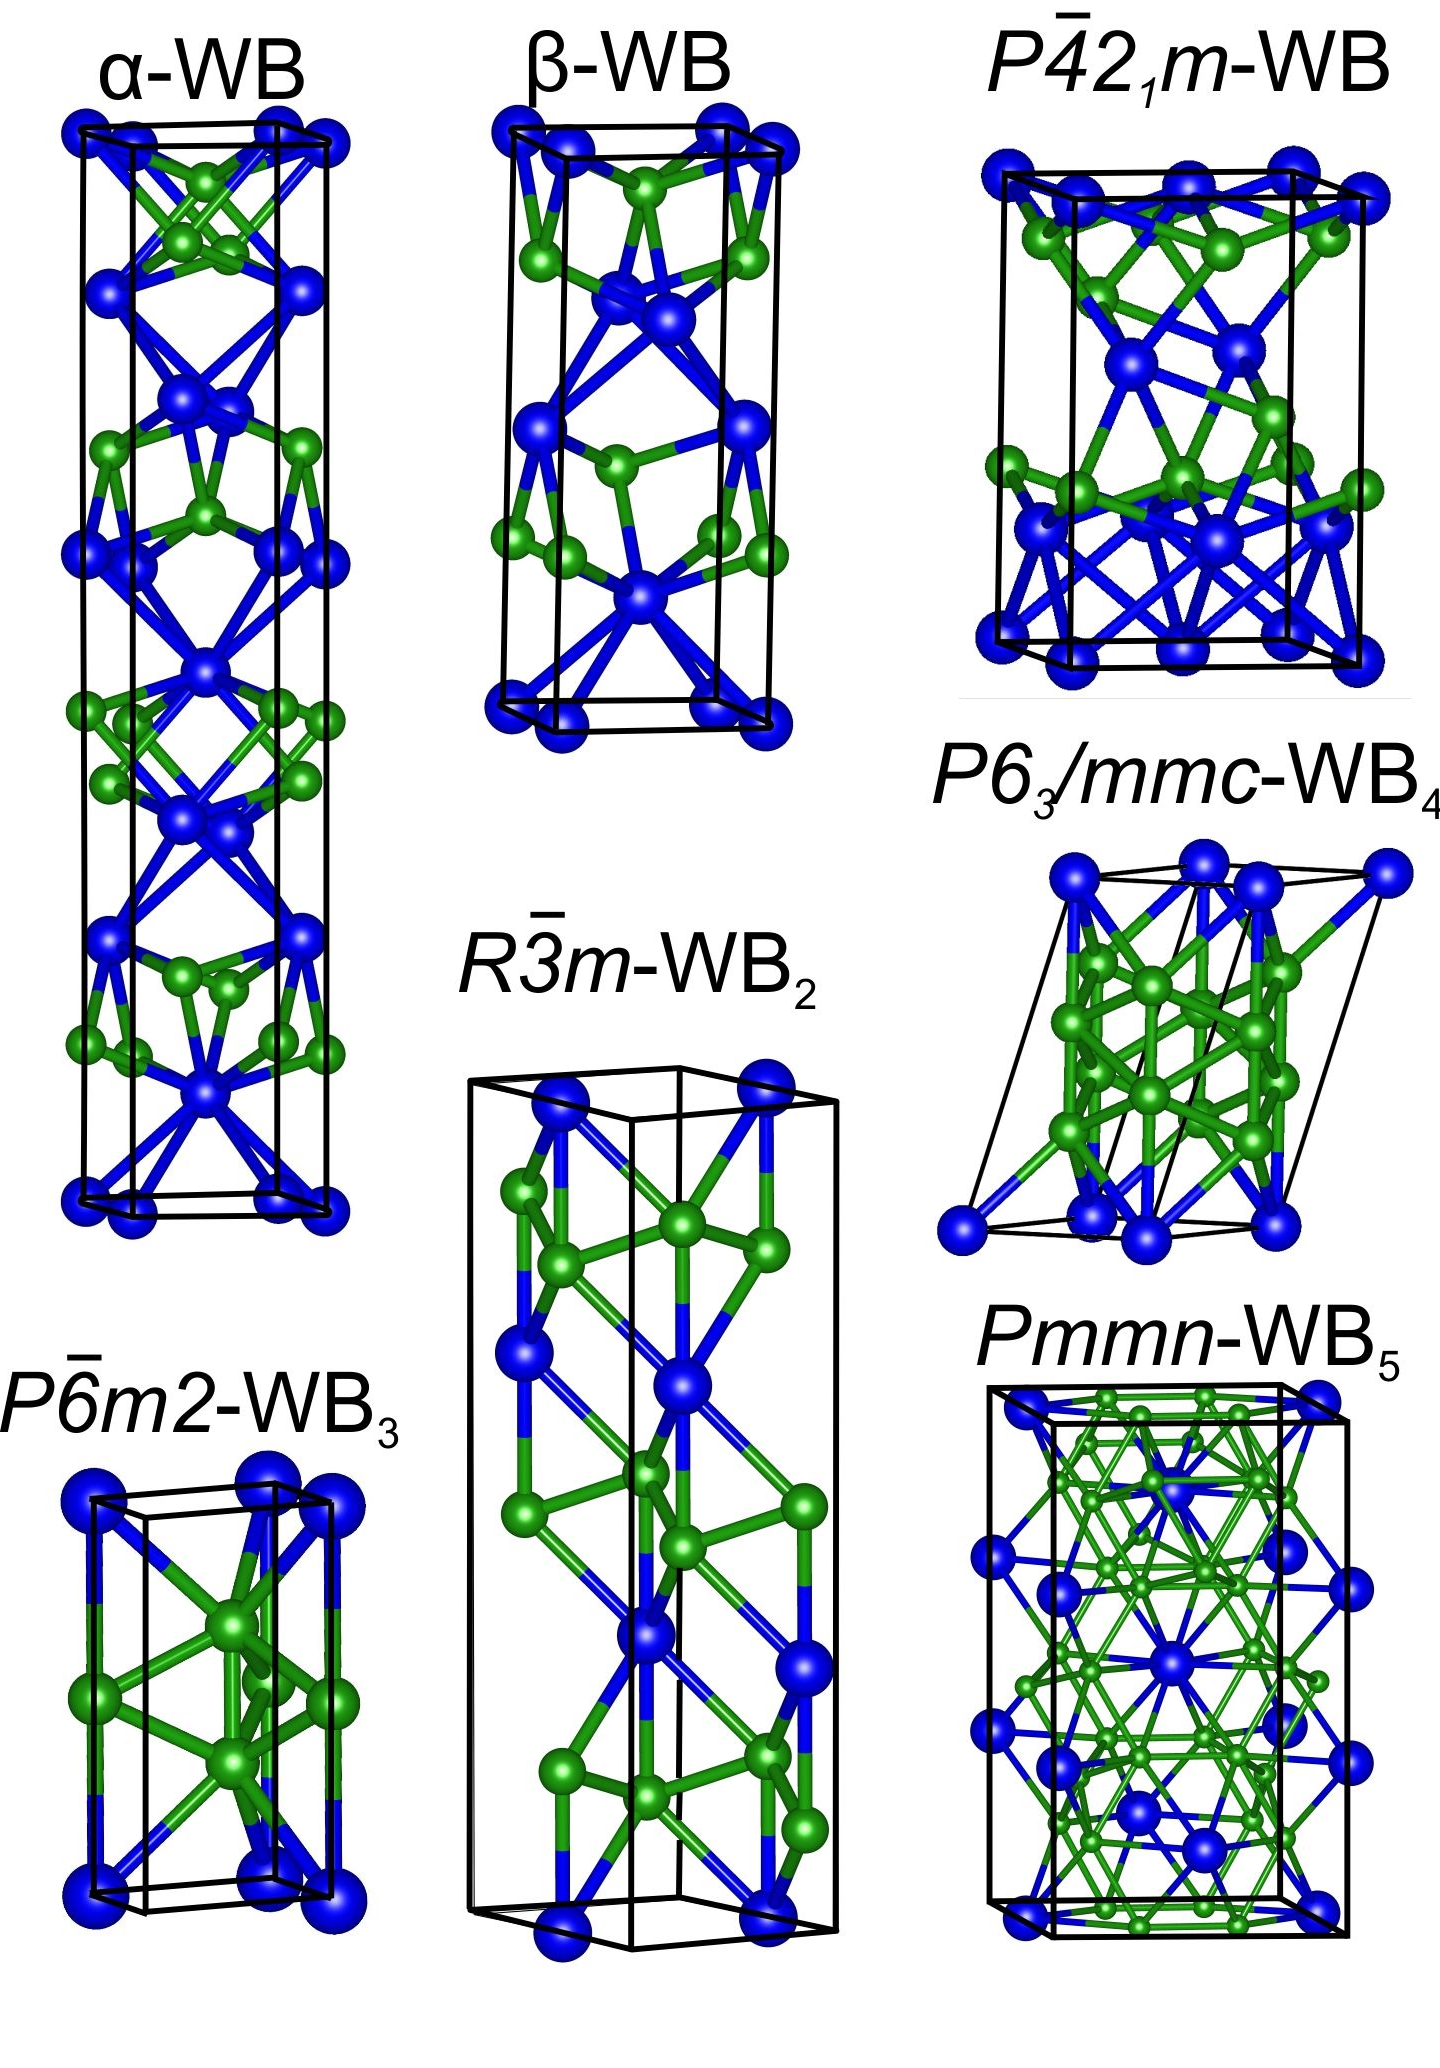 α-WB
β-WB
P4̅2₁m-WB
P6₃/mmc-WB₄
R3̅m-WB₂
Pmmn-WB₅
P6̅m2-WB₃